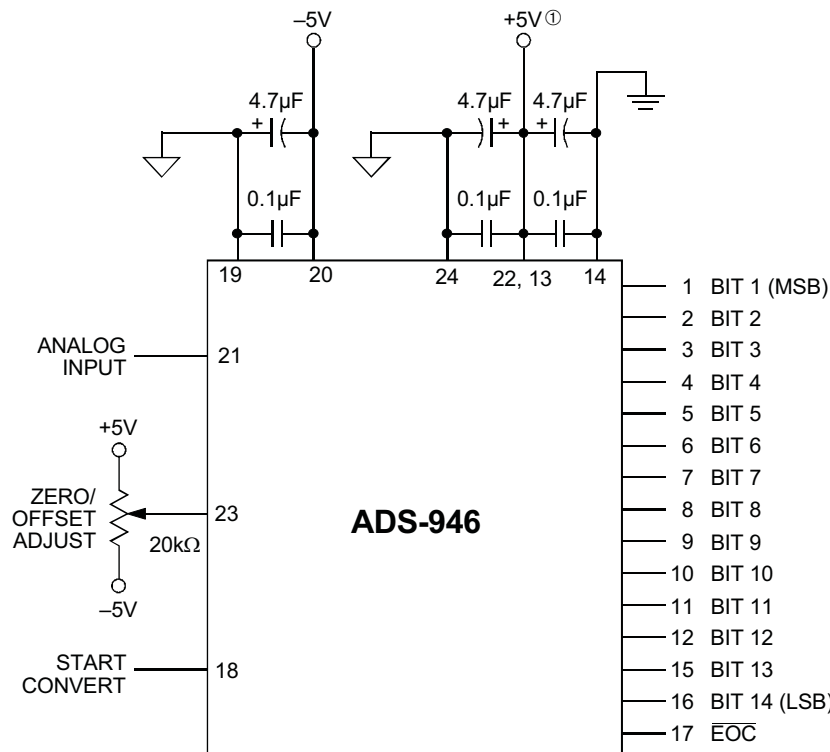 –5V
+5V ①
4.7µF
4.7µF 4.7µF
+
+ +
0.1µF
0.1µF 0.1µF
19 20 24 22, 13 14
1 BIT 1 (MSB)
2 BIT 2
3 BIT 3
4 BIT 4
5 BIT 5
6 BIT 6
7 BIT 7
8 BIT 8
9 BIT 9
10 BIT 10
11 BIT 11
12 BIT 12
15 BIT 13
16 BIT 14 (LSB)
17 EOC
ANALOG
INPUT
21
+5V
ZERO/
OFFSET
ADJUST
20kΩ
23
–5V
START
CONVERT
18
ADS-946